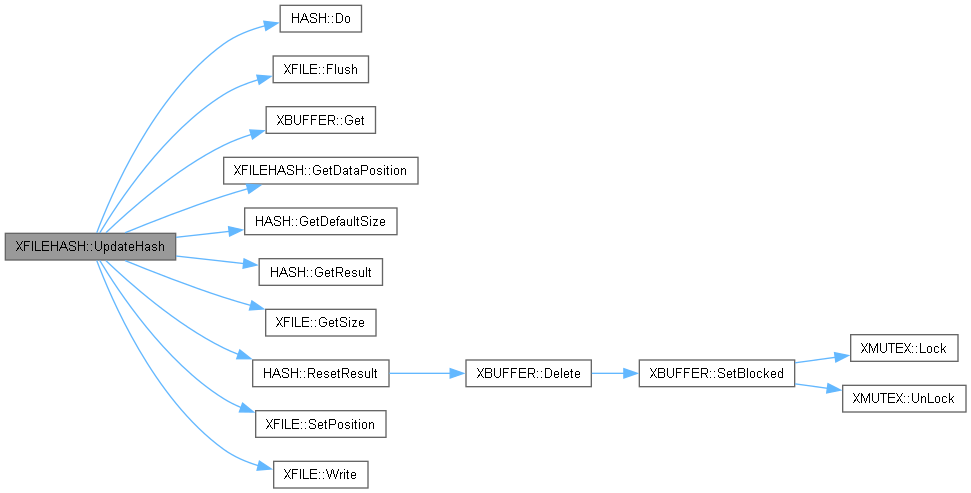 HASH::Do
XFILE::Flush
XBUFFER::Get
XFILEHASH::GetDataPosition
HASH::GetDefaultSize
XFILEHASH::UpdateHash
HASH::GetResult
XFILE::GetSize
HASH::ResetResult
XBUFFER::Delete
XBUFFER::SetBlocked
XMUTEX::Lock
XMUTEX::UnLock
XFILE::SetPosition
XFILE::Write